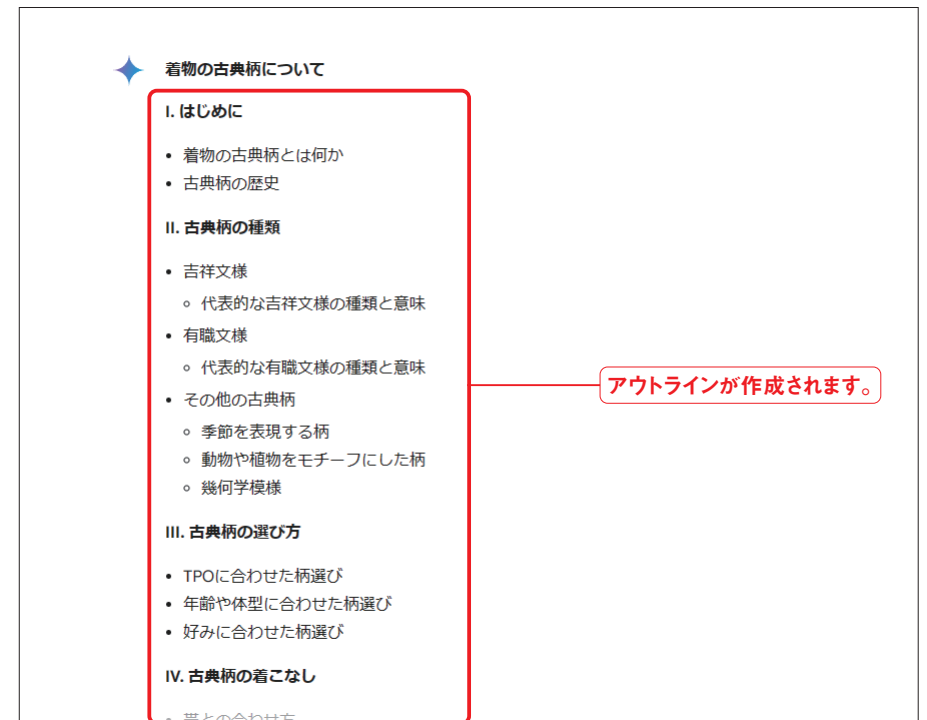 着物の古典柄について
I. はじめに
• 着物の古典柄とは何か
• 古典柄の歴史
II. 古典柄の種類
• 吉祥文様
◦ 代表的な吉祥文様の種類と意味
• 有職文様
◦ 代表的な有職文様の種類と意味
• その他の古典柄
◦ 季節を表現する柄
◦ 動物や植物をモチーフにした柄
◦ 幾何学模様
アウトラインが作成されます。
III. 古典柄の選び方
• TPOに合わせた柄選び
• 年齢や体型に合わせた柄選び
• 好みに合わせた柄選び
IV. 古典柄の着こなし
• 帯との合わせ方